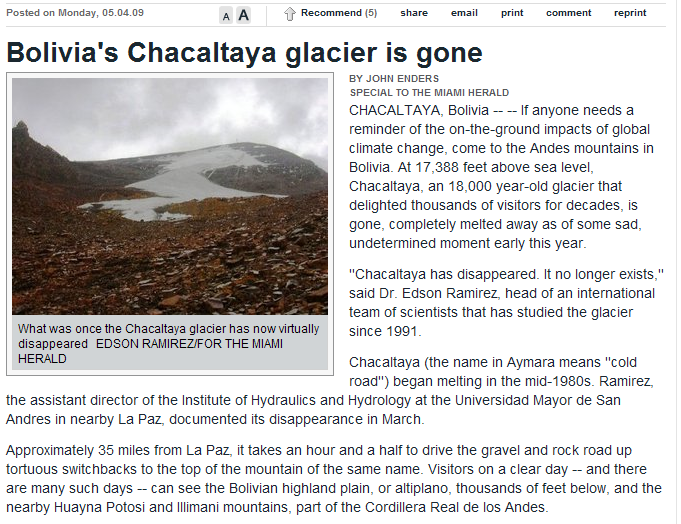 Posted on Monday, 05.04.09
A A Recommend (5) share email print comment reprint
Bolivia's Chacaltaya glacier is gone
BY JOHN ENDERS
SPECIAL TO THE MIAMI HERALD
CHACALTAYA, Bolivia -- -- If anyone needs a
reminder of the on-the-ground impacts of global
climate change, come to the Andes mountains in
Bolivia. At 17,388 feet above sea level,
Chacaltaya, an 18,000 year-old glacier that
delighted thousands of visitors for decades, is
gone, completely melted away as of some sad,
undetermined moment early this year.
What was once the Chacaltaya glacier has now virtually
disappeared EDSON RAMIREZ/FOR THE MIAMI
HERALD
"Chacaltaya has disappeared. It no longer exists,"
said Dr. Edson Ramirez, head of an international
team of scientists that has studied the glacier
since 1991.
Chacaltaya (the name in Aymara means "cold
road") began melting in the mid-1980s. Ramirez,
the assistant director of the Institute of Hydraulics and Hydrology at the Universidad Mayor de San
Andres in nearby La Paz, documented its disappearance in March.
Approximately 35 miles from La Paz, it takes an hour and a half to drive the gravel and rock road up
tortuous switchbacks to the top of the mountain of the same name. Visitors on a clear day -- and there
are many such days -- can see the Bolivian highland plain, or altiplano, thousands of feet below, and the
nearby Huayna Potosi and Illimani mountains, part of the Cordillera Real de los Andes.